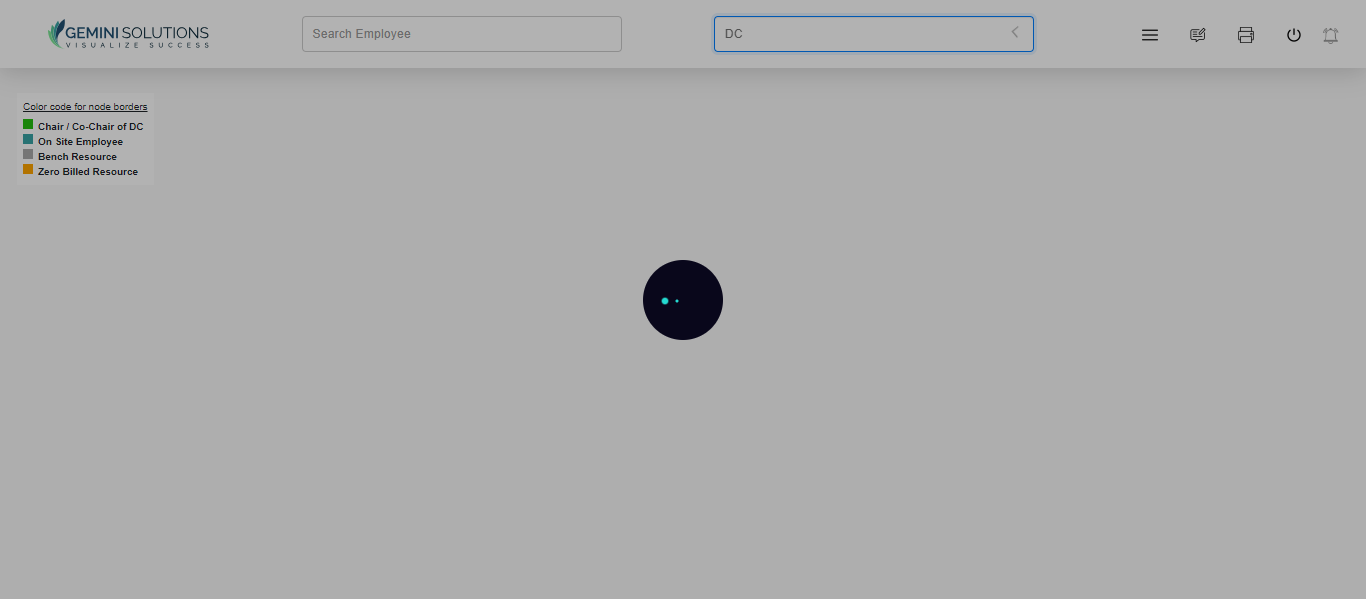 GEMINI SOLUTIONS
VISUALIZE SUCCESS
Search Employee
DC
Color code for node borders
Chair / Co-Chair of DC
On Site Employee
Bench Resource
Zero Billed Resource